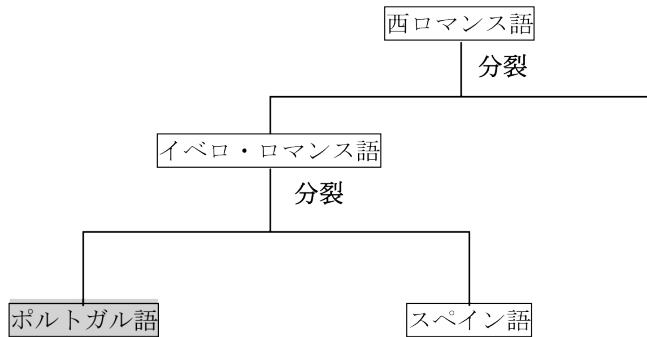 西ロマンス語
分裂
イベロ・ロマンス語
分裂
ポルトガル語
スペイン語